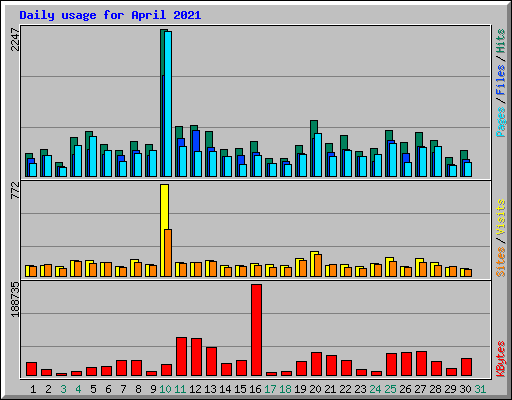 Daily usage for April 2021
2247
Pages / Files / Hits
772
Sites / Visits
188735
KBytes
1 2 3 4 5 6 7 8 9 10 11 12 13 14 15 16 17 18 19 20 21 22 23 24 25 26 27 28 29 30 31